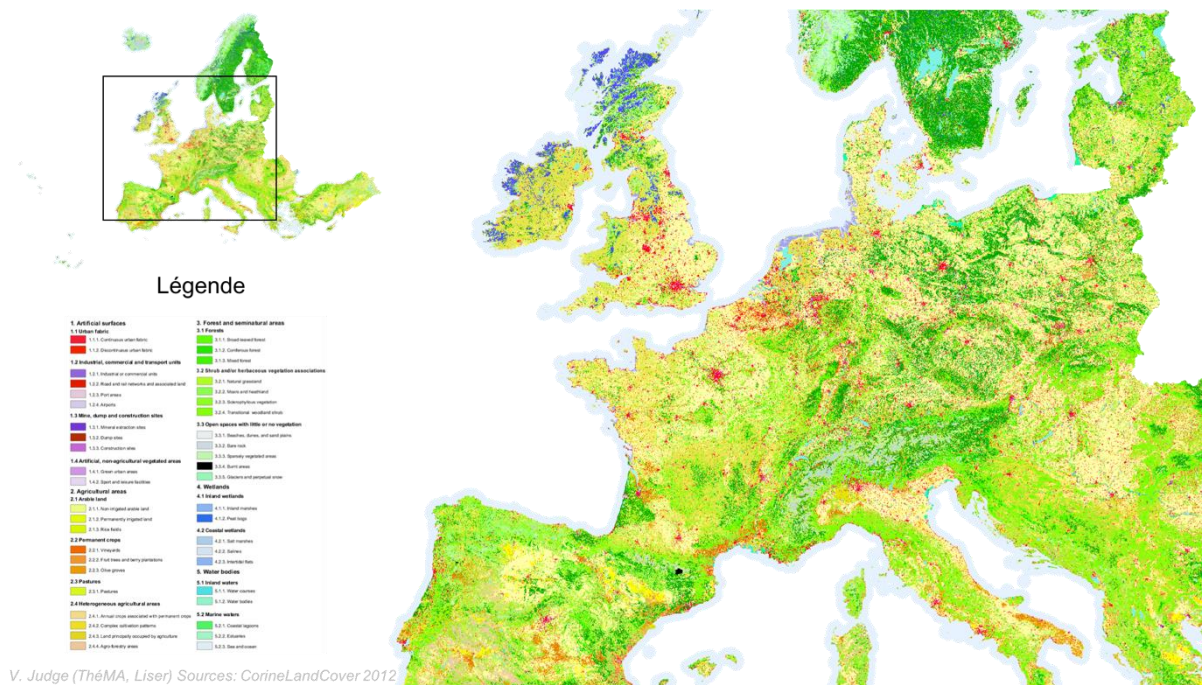 Légende
1. Artificial surfaces
1.1 Urban fabric
1.1.1. Continuous urban fabric
1.1.2. Discontinuous urban fabric
1.2 Industrial, commercial and transport units
1.2.1. Industrial or commercial units
1.2.2. Road and rail networks and associated land
1.2.3. Port areas
1.2.4. Airports
1.3 Mine, dump and construction sites
1.3.1. Mineral extraction sites
1.3.2. Dump sites
1.3.3. Construction sites
1.4 Artificial, non-agricultural vegetated areas
1.4.1. Green urban areas
1.4.2. Sport and leisure facilities
2. Agricultural areas
2.1 Arable land
2.1.1. Non irrigated arable land
2.1.2. Permanently irrigated land
2.1.3. Rice fields
2.2 Permanent crops
2.2.1. Vineyards
2.2.2. Fruit trees and berry plantations
2.2.3. Olive groves
2.3 Pastures
2.3.1. Pastures
2.4 Heterogeneous agricultural areas
2.4.1. Annual crops associated with permanent crops
2.4.2. Complex cultivation patterns
2.4.3. Land principally occupied by agriculture
2.4.4. Agro-forestry areas
3. Forest and seminatural areas
3.1 Forests
3.1.1. Broad-leaved forest
3.1.2. Coniferous forest
3.1.3. Mixed forest
3.2 Shrub and/or herbaceous vegetation associations
3.2.1. Natural grassland
3.2.2. Moors and heathland
3.2.3. Sclerophyllous vegetation
3.2.4. Transitional woodland shrub
3.3 Open spaces with little or no vegetation
3.3.1. Beaches, dunes, and sand plains
3.3.2. Bare rock
3.3.3. Sparsely vegetated areas
3.3.4. Burnt areas
3.3.5. Glaciers and perpetual snow
4. Wetlands
4.1 Inland wetlands
4.1.1. Inland marshes
4.1.2. Peat bogs
4.2 Coastal wetlands
4.2.1. Salt marshes
4.2.2. Salines
4.2.3. Intertidal flats
5. Water bodies
5.1 Inland waters
5.1.1. Water courses
5.1.2. Water bodies
5.2 Marine waters
5.2.1. Coastal lagoons
5.2.2. Estuaries
5.2.3. Sea and ocean
V. Judge (ThéMA, Liser) Sources: CorineLandCover 2012